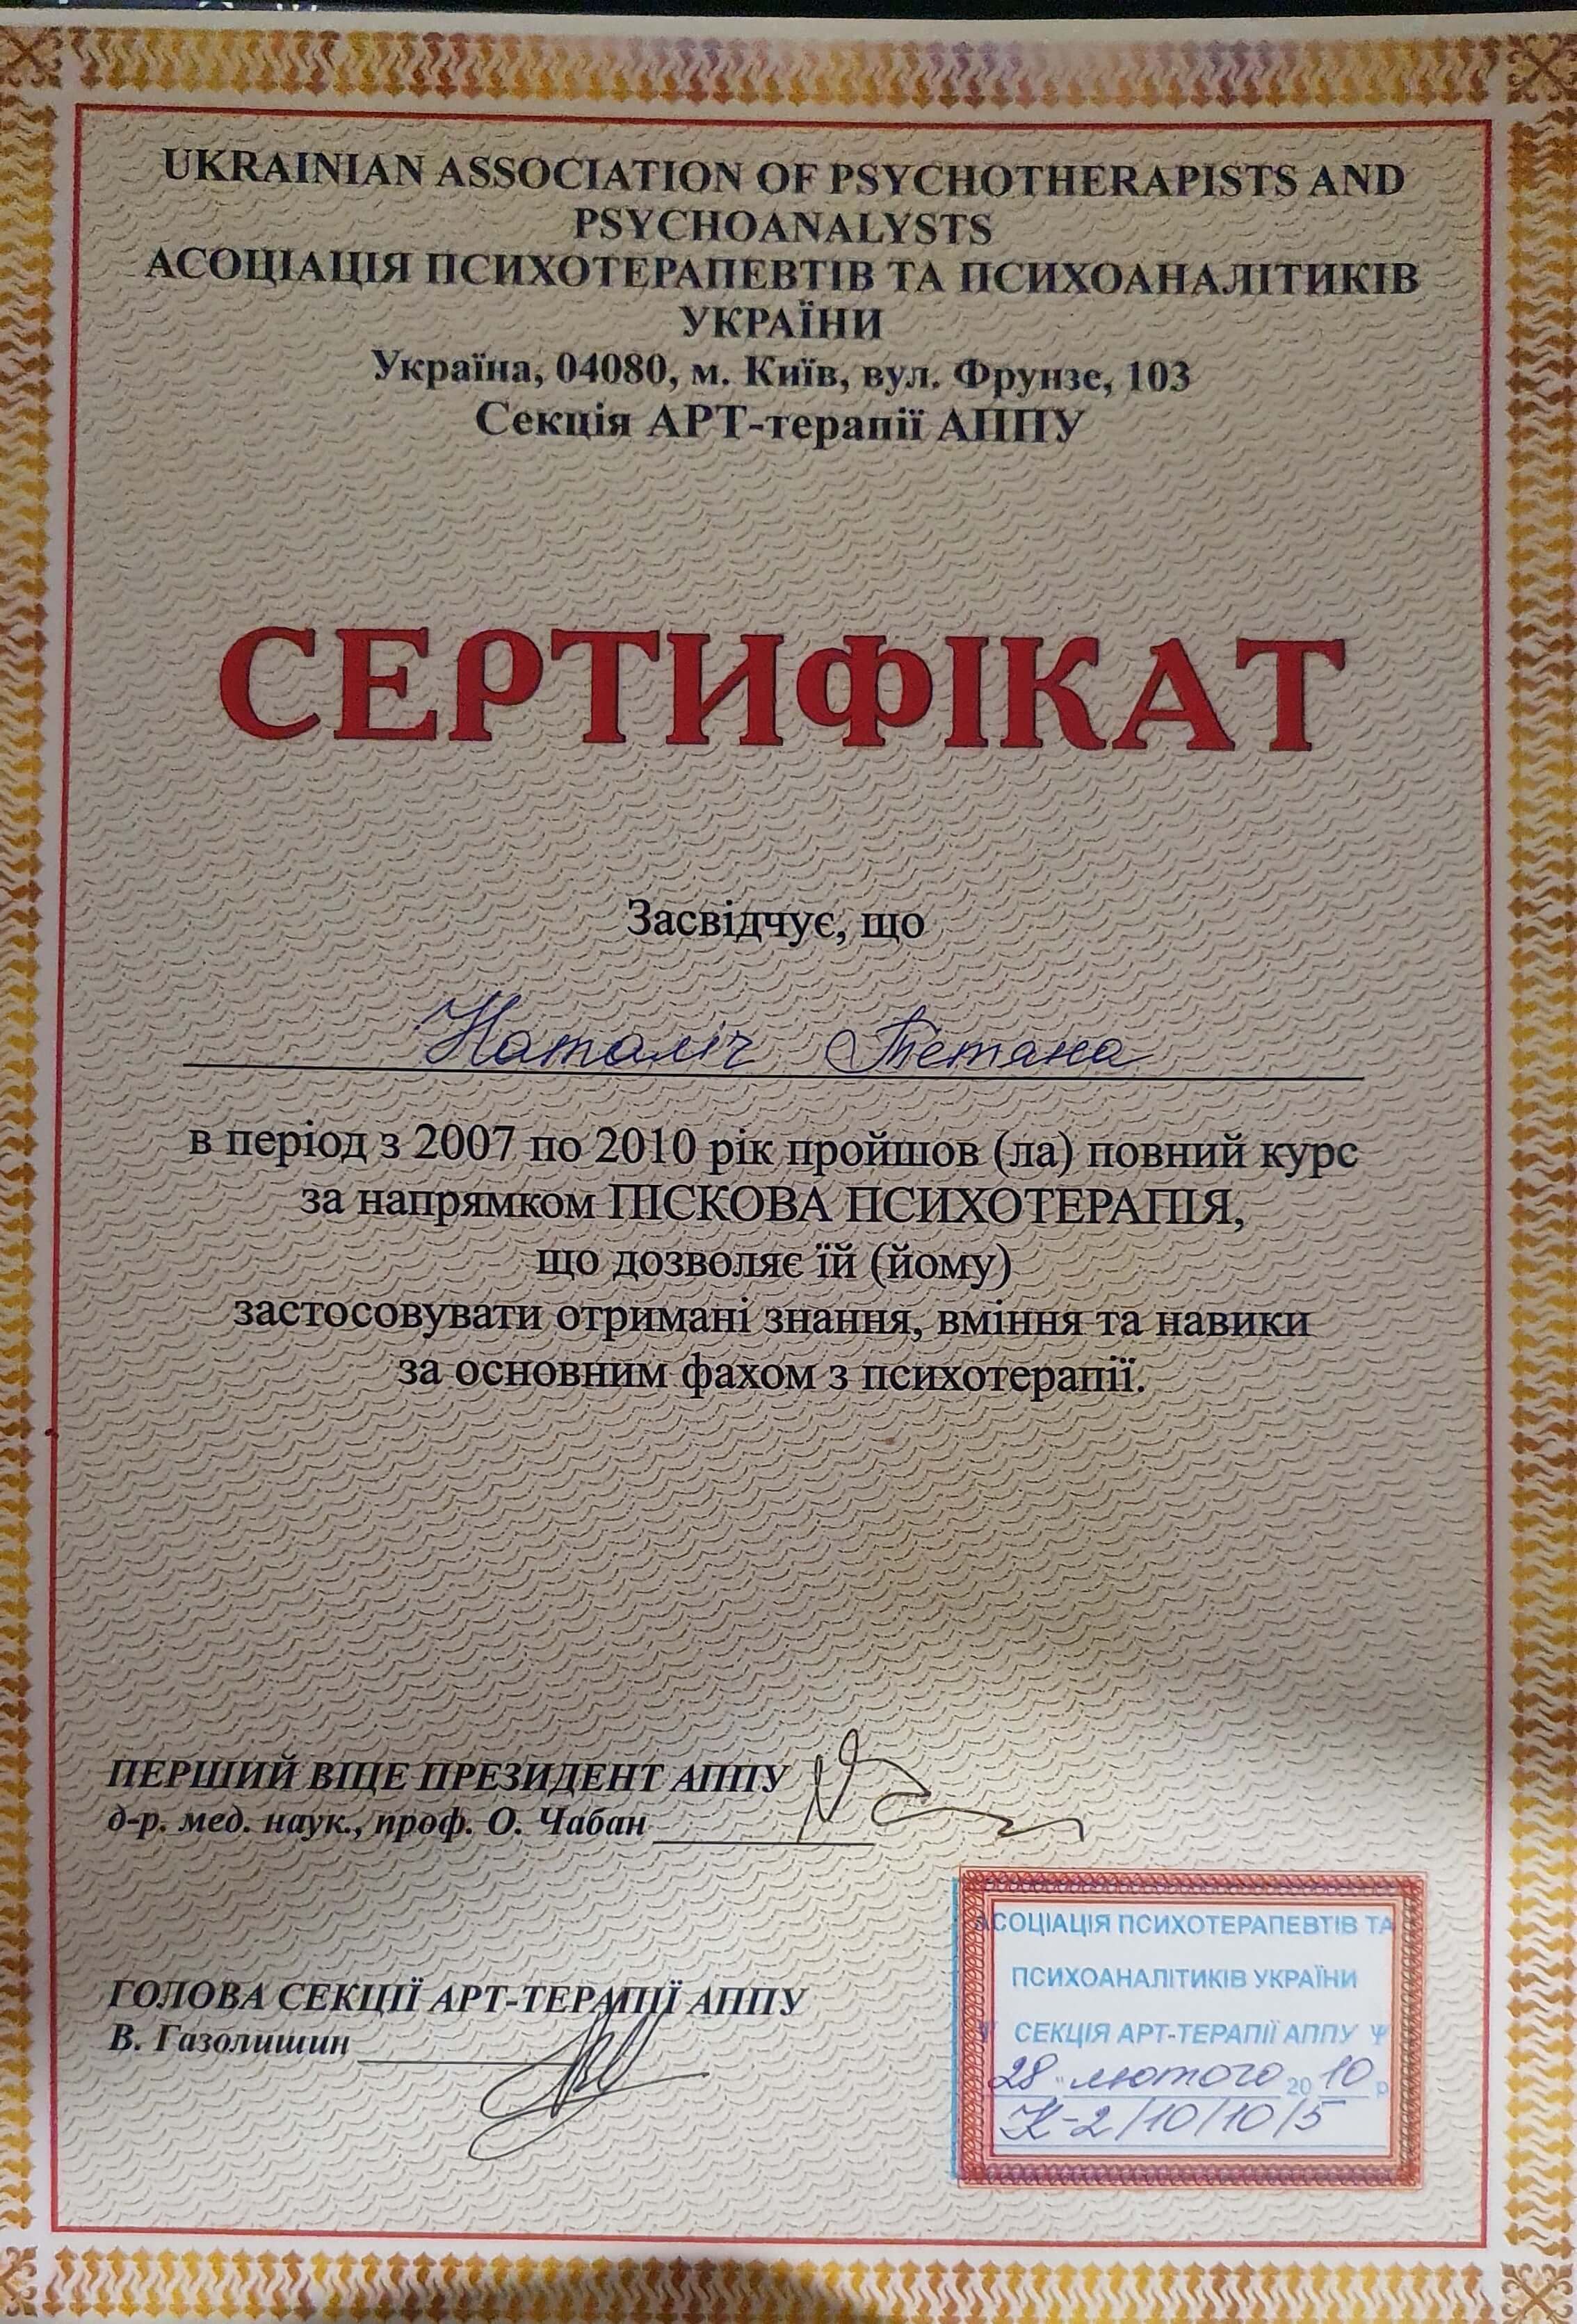 UKRAINIAN ASSOCIATION OF PSYCHOTHERAPISTS AND
PSYCHOANALYSTS
АСОЦІАЦІЯ ПСИХОТЕРАПЕВТІВ ТА ПСИХОАНАЛІТИКІВ
УКРАЇНИ
Україна, 04080, м. Київ, вул. Фрунзе, 103
Секція АРТ-терапії АППУ
СЕРТИФІКАТ
Засвідчує, що
Наталіч Тетяна
в період з 2007 по 2010 рік пройшов (ла) повний курс
за напрямком ПІСКОВА ПСИХОТЕРАПІЯ,
що дозволяє їй (йому)
застосовувати отримані знання, вміння та навики
за основним фахом з психотерапії.
ПЕРШИЙ ВІЦЕ ПРЕЗИДЕНТ АППУ
д-р. мед. наук., проф. О. Чабан
ГОЛОВА СЕКЦІЇ АРТ-ТЕРАПІЇ АППУ
В. Газолишин
АСОЦІАЦІЯ ПСИХОТЕРАПЕВТІВ ТА
ПСИХОАНАЛІТИКІВ УКРАЇНИ
Ψ СЕКЦІЯ АРТ-ТЕРАПІЇ АППУ Ψ
28 " лютого 2010 р
К-2/10/10/5